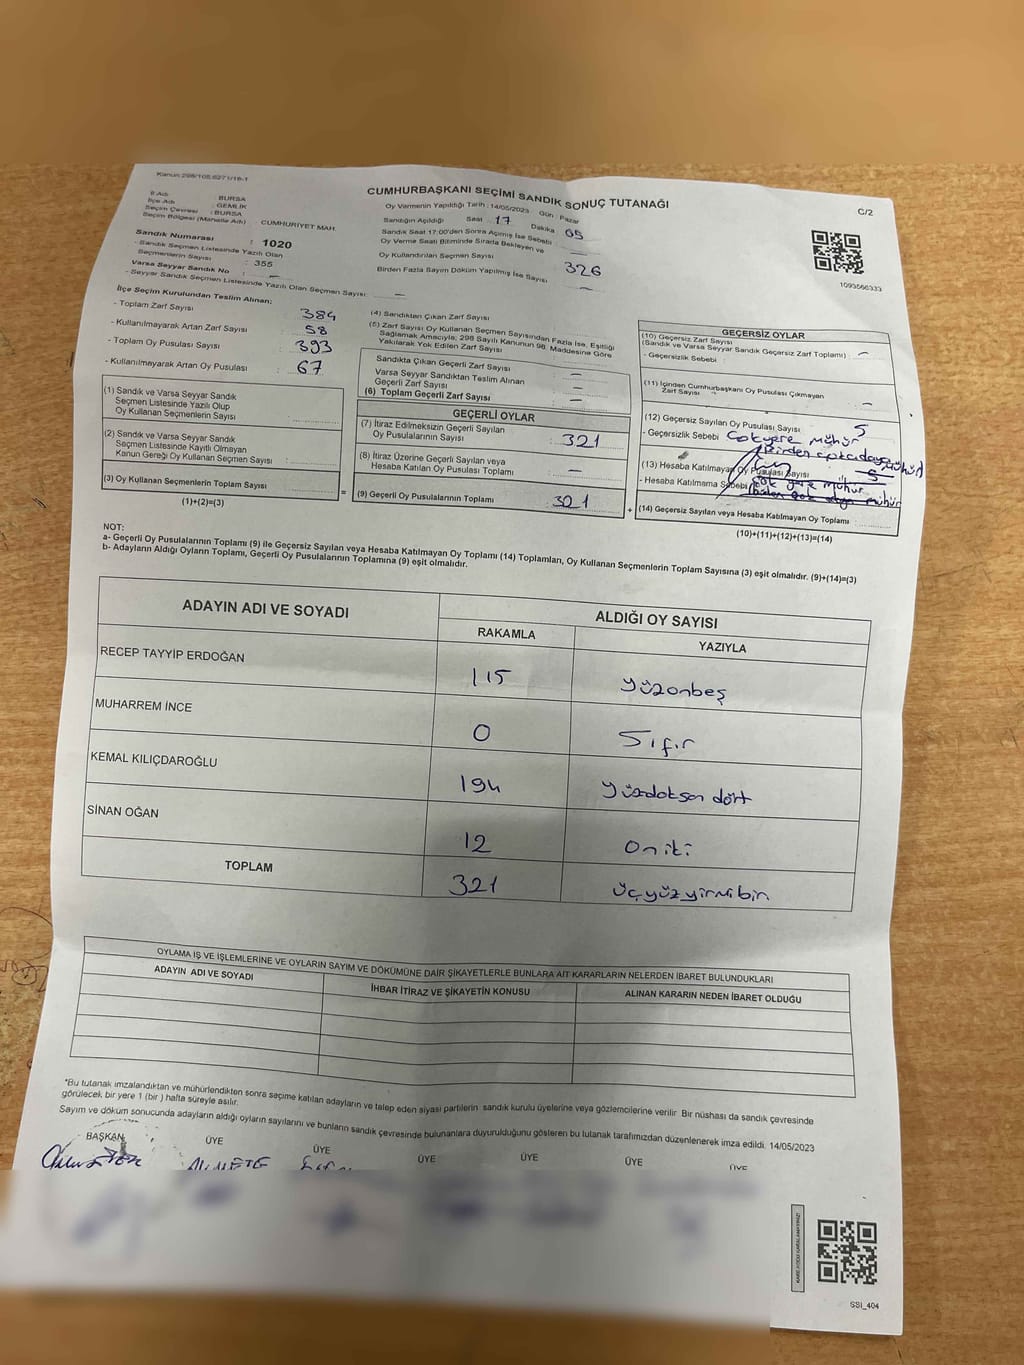 Kanun:298/105,6271/18-1
CUMHURBAŞKANI SEÇİMİ SANDIK SONUÇ TUTANAĞI
C/2
İl Adı : BURSA
İlçe Adı : GEMLİK
Seçim Çevresi : BURSA
Seçim Bölgesi (Mahalle Adı) : CUMHURİYET MAH.
Sandık Numarası : 1020
- Sandık Seçmen Listesinde Yazılı Olan
Seçmenlerin Sayısı : 355
Varsa Seyyar Sandık No : —
- Seyyar Sandık Seçmen Listesinde Yazılı Olan Seçmen Sayısı : —
Oy Vermenin Yapıldığı Tarih : 14/05/2023 Gün : Pazar
Sandığın Açıldığı Saat : 17 Dakika : 05
Sandık Saat 17:00'den Sonra Açımış İse Sebebi : —
Oy Verme Saati Bitiminde Sırada Bekleyen ve
Oy Kullandırılan Seçmen Sayısı
326
Birden Fazla Sayım Döküm Yapılmış İse Sayısı : —
1093566333
İlçe Seçim Kurulundan Teslim Alınan:
- Toplam Zarf Sayısı : 384
- Kullanılmayarak Artan Zarf Sayısı : 58
- Toplam Oy Pusulası Sayısı : 393
- Kullanılmayarak Artan Oy Pusulası : 67
(1) Sandık ve Varsa Seyyar Sandık
Seçmen Listesinde Yazılı Olup
Oy Kullanan Seçmenlerin Sayısı :
(2) Sandık ve Varsa Seyyar Sandık
Seçmen Listesinde Kayıtlı Olmayan
Kanun Gereği Oy Kullanan Seçmen Sayısı :
(3) Oy Kullanan Seçmenlerin Toplam Sayısı :
(1)+(2)=(3)
=
(4) Sandıktan Çıkan Zarf Sayısı
(5) Zarf Sayısı Oy Kullanan Seçmen Sayısından Fazla İse, Eşitliği
Sağlamak Amacıyla; 298 Sayılı Kanunun 98. Maddesine Göre
Yakılarak Yok Edilen Zarf Sayısı
Sandıkta Çıkan Geçerli Zarf Sayısı : —
Varsa Seyyar Sandıktan Teslim Alınan
Geçerli Zarf Sayısı : —
(6) Toplam Geçerli Zarf Sayısı : —
GEÇERLİ OYLAR
(7) İtiraz Edilmeksizin Geçerli Sayılan
Oy Pusulalarının Sayısı : 321
(8) İtiraz Üzerine Geçerli Sayılan veya
Hesaba Katılan Oy Pusulası Toplamı : —
(9) Geçerli Oy Pusulalarının Toplamı : 321
+
GEÇERSİZ OYLAR
(10) Geçersiz Zarf Sayısı
(Sandık ve Varsa Seyyar Sandık Geçersiz Zarf Toplamı) : —
- Geçersizlik Sebebi :
(11) İçinden Cumhurbaşkanı Oy Pusulası Çıkmayan
Zarf Sayısı : —
(12) Geçersiz Sayılan Oy Pusulası Sayısı : 5
- Geçersizlik Sebebi Çok yere mühür
(13) Hesaba Katılmayan Oy Pusulası Sayısı 5
- Hesaba Katılmama Sebebi Çok yere mühür
mühür
(14) Geçersiz Sayılan veya Hesaba Katılmayan Oy Toplamı :
(10)+(11)+(12)+(13)=(14)
NOT:
a- Geçerli Oy Pusulalarının Toplamı (9) ile Geçersiz Sayılan veya Hesaba Katılmayan Oy Toplamı (14) Toplamları, Oy Kullanan Seçmenlerin Toplam Sayısına (3) eşit olmalıdır. (9)+(14)=(3)
b- Adayların Aldığı Oyların Toplamı, Geçerli Oy Pusulalarının Toplamına (9) eşit olmalıdır.
ADAYIN ADI VE SOYADI
ALDIĞI OY SAYISI
RAKAMLA YAZIYLA
RECEP TAYYİP ERDOĞAN 115 yüzonbeş
MUHARREM İNCE 0 Sıfır
KEMAL KILIÇDAROĞLU 194 yüzdoksan dört
SİNAN OĞAN 12 on iki
TOPLAM 321 üçyüzyirmibir
OYLAMA İŞ VE İŞLEMLERİNE VE OYLARIN SAYIM VE DÖKÜMÜNE DAİR ŞİKAYETLERLE BUNLARA AİT KARARLARIN NELERDEN İBARET BULUNDUKLARI
ADAYIN ADI VE SOYADI İHBAR İTİRAZ VE ŞİKAYETİN KONUSU ALINAN KARARIN NEDEN İBARET OLDUĞU
*Bu tutanak imzalandıktan ve mühürlendikten sonra seçime katılan adayların ve talep eden siyasi partilerin sandık kurulu üyelerine veya gözlemcilerine verilir Bir nüshası da sandık çevresinde
görülecek bir yere 1 (bir) hafta süreyle asılır.
Sayım ve döküm sonucunda adayların aldığı oyların sayılarını ve bunların sandık çevresinde bulunanlara duyurulduğunu gösteren bu tutanak tarafımızdan düzenlenerek imza edildi. 14/05/2023
BAŞKAN ÜYE ÜYE ÜYE ÜYE ÜYE ÜYE
SSI_404